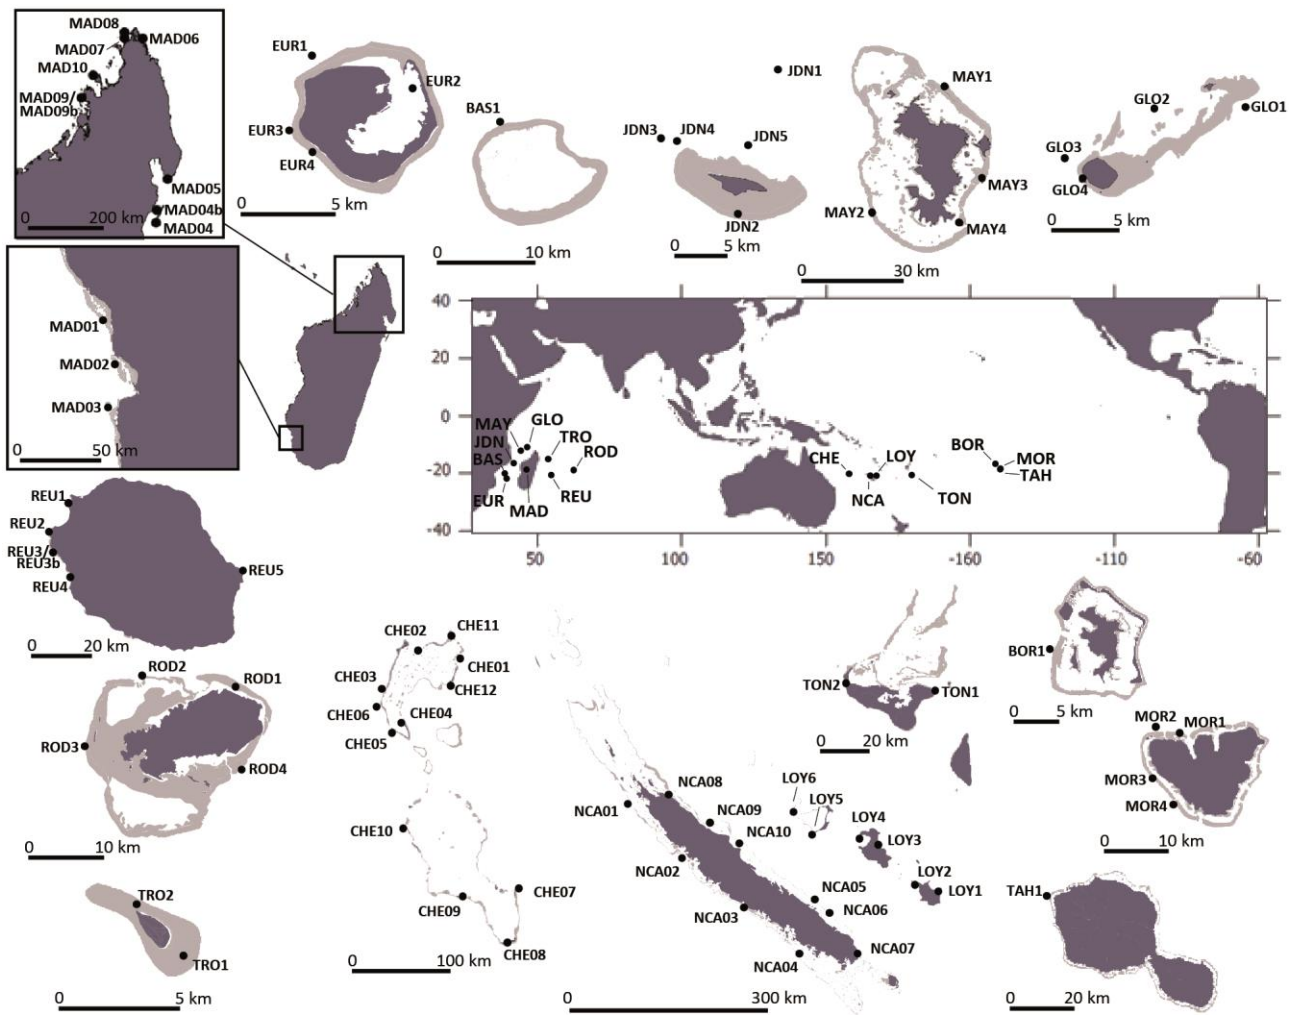 MAD08
MAD07
MAD06
MAD10
MAD09/
MAD09b
MAD05
MAD04b
MAD04
0 200 km
EUR1
EUR2
EUR3
EUR4
0 5 km
BAS1
0 10 km
JDN1
JDN3
JDN4
JDN5
JDN2
0 5 km
MAY1
MAY2
MAY3
MAY4
0 30 km
GLO2
GLO1
GLO3
GLO4
0 5 km
MAD01
MAD02
MAD03
0 50 km
40
20
0
-20
-40
50 100 150 -160 -110 -60
MAY
GLO
JDN
TRO
BAS
ROD
EUR
MAD
REU
CHE
LOY
NCA
TON
BOR
MOR
TAH
REU1
REU2
REU3/
REU3b
REU4
REU5
0 20 km
ROD2
ROD1
ROD3
ROD4
0 10 km
TRO2
TRO1
0 5 km
CHE11
CHE02
CHE01
CHE03
CHE12
CHE06
CHE04
CHE05
CHE10
CHE07
CHE09
CHE08
0 100 km
NCA08
NCA01
NCA09
NCA10
NCA02
NCA05
NCA06
NCA03
NCA07
NCA04
LOY6
LOY5
LOY4
LOY3
LOY2
LOY1
0 300 km
TON2
TON1
0 20 km
BOR1
0 5 km
MOR2
MOR1
MOR3
MOR4
0 10 km
TAH1
0 20 km